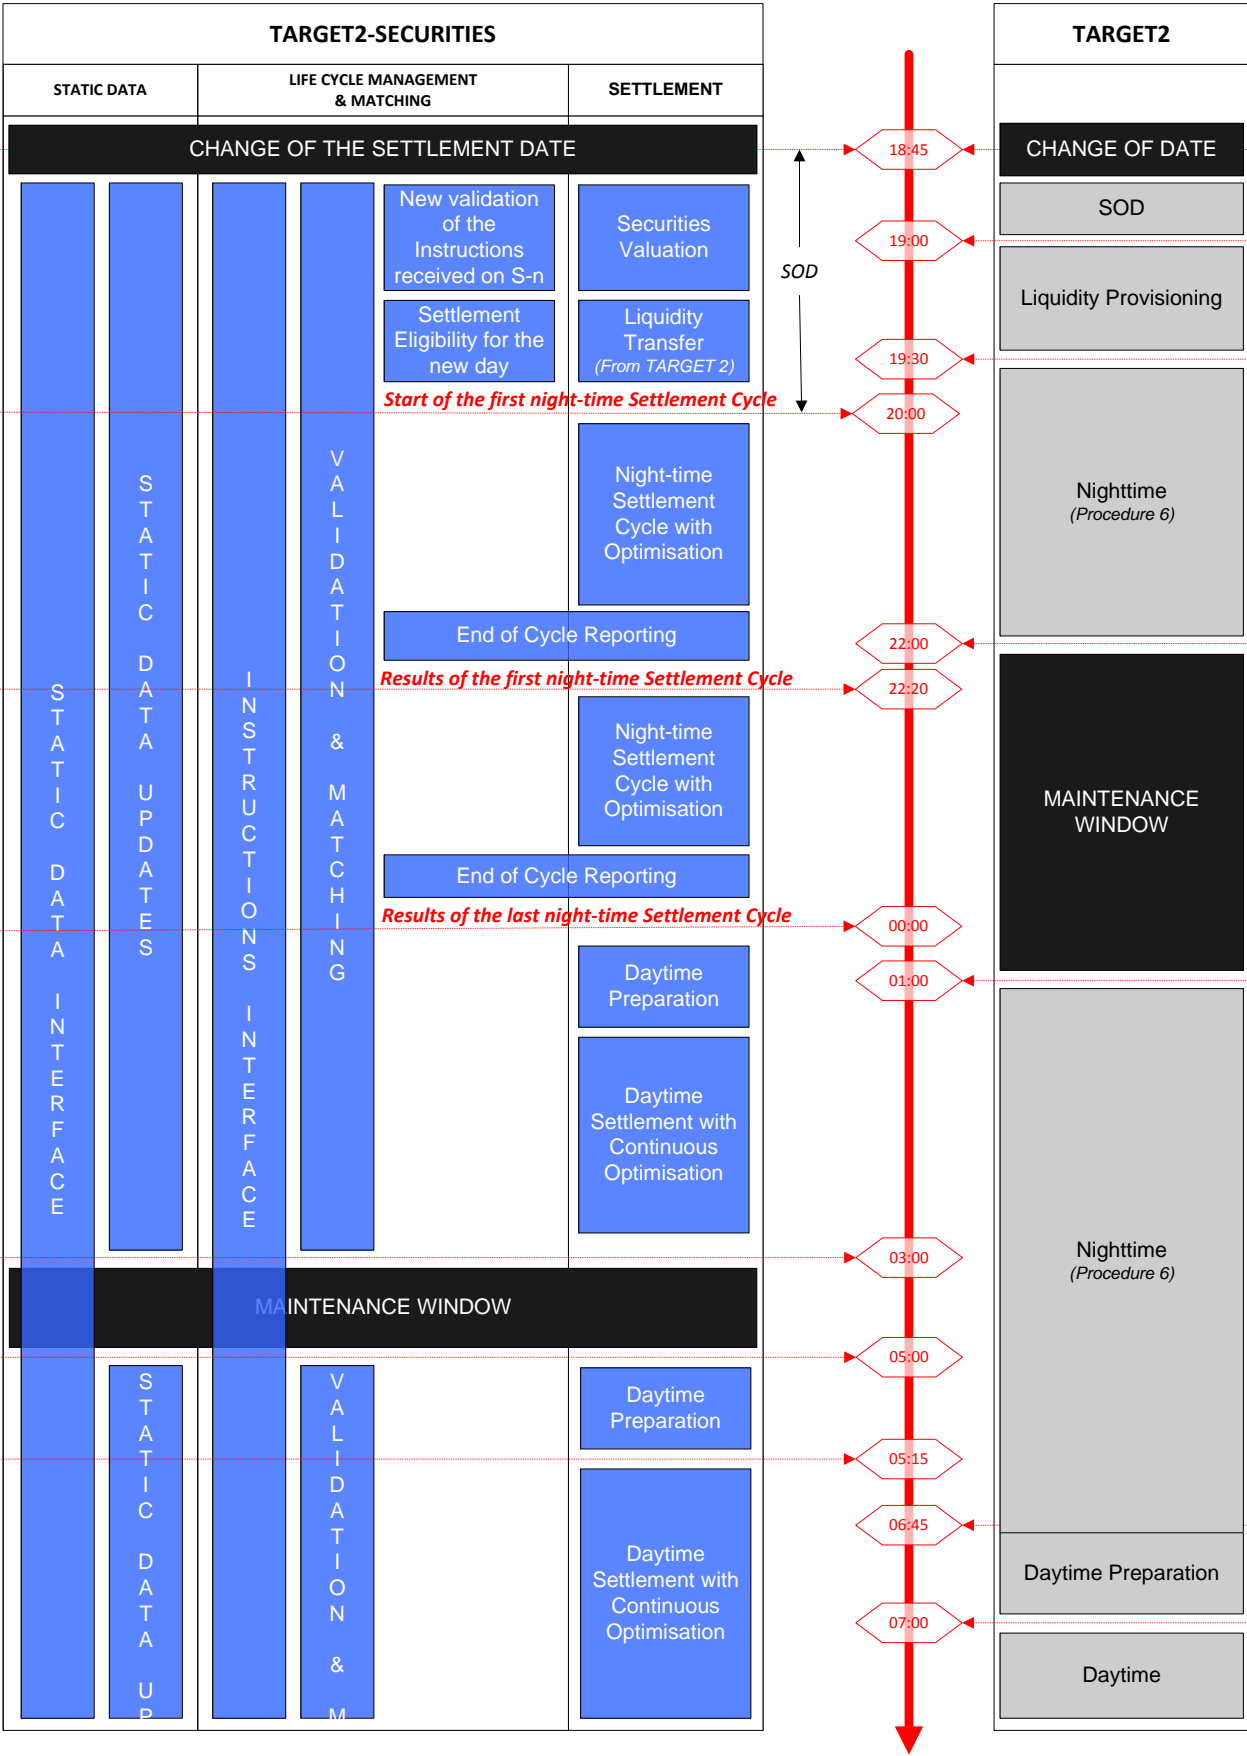 TARGET2-SECURITIES
TARGET2
STATIC DATA
LIFE CYCLE MANAGEMENT
& MATCHING
SETTLEMENT
CHANGE OF THE SETTLEMENT DATE
18:45
CHANGE OF DATE
New validation
of the
Instructions
received on S-n
Securities
Valuation
SOD
SOD
19:00
Liquidity Provisioning
Settlement
Eligibility for the
new day
Liquidity
Transfer
(From TARGET 2)
19:30
Start of the first night-time Settlement Cycle
20:00
Night-time
Settlement
Cycle with
Optimisation
Nighttime
(Procedure 6)
End of Cycle Reporting
22:00
Results of the first night-time Settlement Cycle
22:20
Night-time
Settlement
Cycle with
Optimisation
MAINTENANCE
WINDOW
End of Cycle Reporting
Results of the last night-time Settlement Cycle
00:00
Daytime
Preparation
01:00
Daytime
Settlement with
Continuous
Optimisation
STATIC DATA INTERFACE
STATIC DATA UPDATES
INSTRUCTIONS INTERFACE
VALIDATION & MATCHING
03:00
Nighttime
(Procedure 6)
MAINTENANCE WINDOW
05:00
Daytime
Preparation
05:15
06:45
Daytime
Settlement with
Continuous
Optimisation
Daytime Preparation
07:00
Daytime
STATIC DATA UP
VALIDATION & M